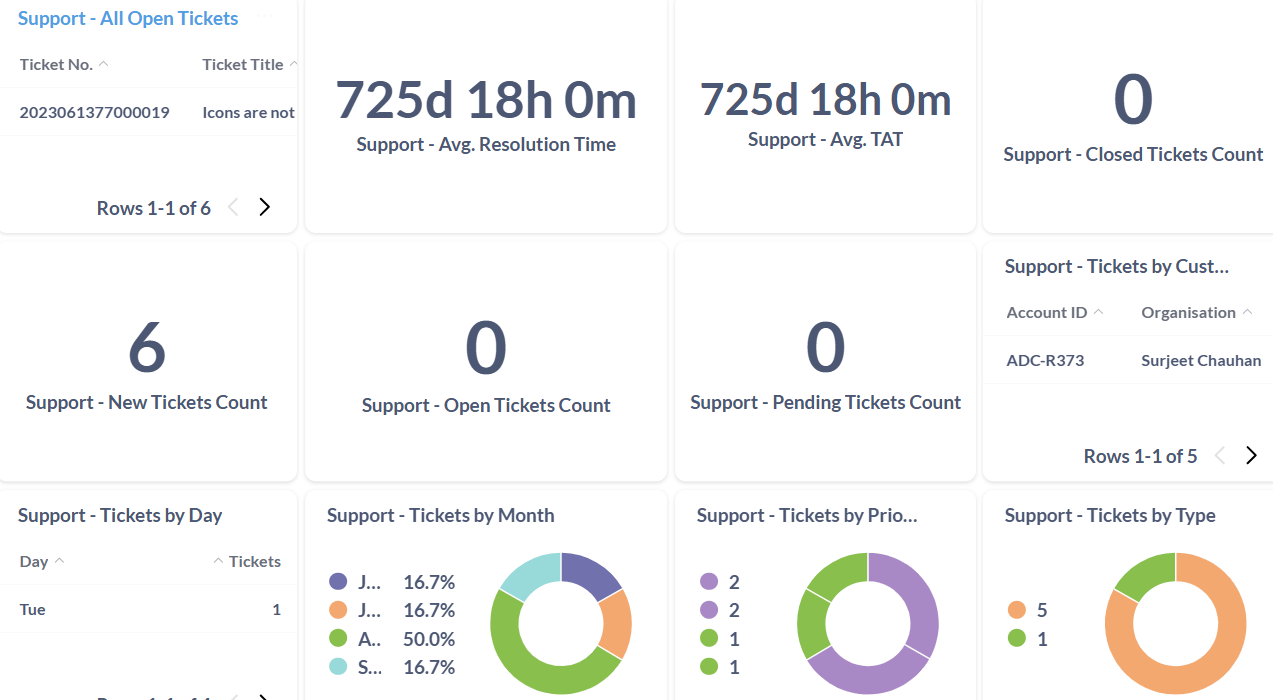 Support - All Open Tickets
Ticket No. Ticket Title
2023061377000019 Icons are not
Rows 1-1 of 6
725d 18h 0m
Support - Avg. Resolution Time
725d 18h 0m
Support - Avg. TAT
0
Support - Closed Tickets Count
6
Support - New Tickets Count
0
Support - Open Tickets Count
0
Support - Pending Tickets Count
Support - Tickets by Cust...
Account ID Organisation
ADC-R373 Surjeet Chauhan
Rows 1-1 of 5
Support - Tickets by Day
Day Tickets
Tue 1
Support - Tickets by Month
J... 16.7%
J... 16.7%
A.. 50.0%
S... 16.7%
Support - Tickets by Prio...
2
2
1
1
Support - Tickets by Type
5
1